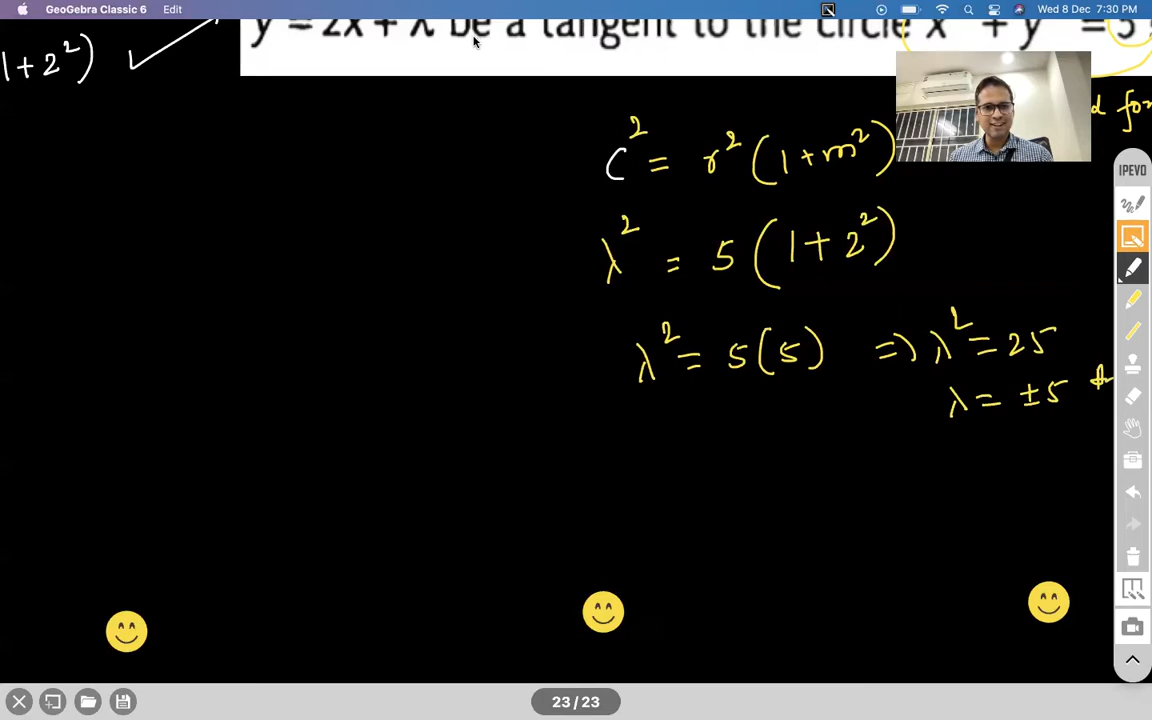 GeoGebra Classic 6 Edit Wed 8 Dec 7:30 PM
y = 2x + λ be a tangent to the circle x + y = 5
1+2²) ✓
d for
IPEVO
c² = r²(1+m²)
λ² = 5(1+2²)
λ² = 5(5) ⇒ λ² = 25
λ = ±5
23/23